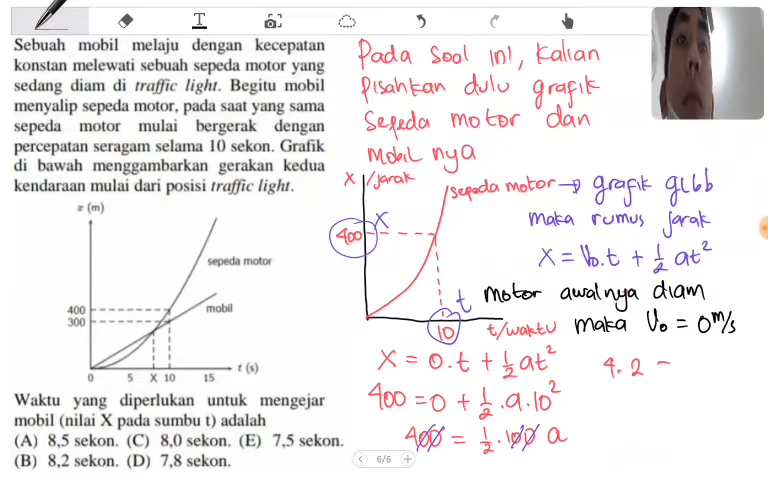 Sebuah mobil melaju dengan kecepatan
konstan melewati sebuah sepeda motor yang
sedang diam di traffic light. Begitu mobil
menyalip sepeda motor, pada saat yang sama
sepeda motor mulai bergerak dengan
percepatan seragam selama 10 sekon. Grafik
di bawah menggambarkan gerakan kedua
kendaraan mulai dari posisi traffic light.
x (m)
sepeda motor
mobil
400
300
0 5 X 10 15 t (s)
Waktu yang diperlukan untuk mengejar
mobil (nilai X pada sumbu t) adalah
(A) 8,5 sekon. (C) 8,0 sekon. (E) 7,5 sekon.
(B) 8,2 sekon. (D) 7,8 sekon.
Pada Soal ini, kalian
Pisahkan dulu grafik
Sepeda motor dan
mobil nya
X /jarak
sepeda motor → grafik glbb
maka rumus jarak
X = V₀.t + 1/2 at²
400 X
t
10 t/waktu
motor awalnya diam
maka V₀ = 0 m/s
X = 0.t + 1/2 at²
400 = 0 + 1/2 .a.10²
400 = 1/2 .100 a
4.2 =
6/6